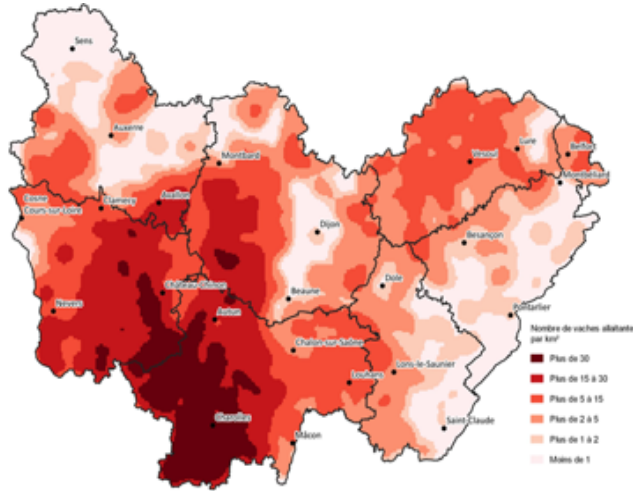 Sens
Auxerre
Montbard
Vesoul
Lure
Belfort
Montbéliard
Cosne
Cours-sur-Loire
Clamecy
Avallon
Dijon
Besançon
Château-Chinon
Dole
Nevers
Autun
Beaune
Pontarlier
Chalon-sur-Saône
Lons-le-Saunier
Louhans
Charolles
Mâcon
Saint-Claude
Nombre de vaches allaitante
par km²
Plus de 30
Plus de 15 à 30
Plus de 5 à 15
Plus de 2 à 5
Plus de 1 à 2
Moins de 1